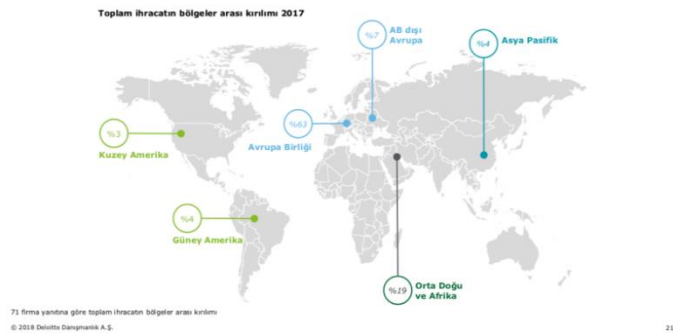 Toplam ihracatın bölgeler arası kırılımı 2017
%7
AB dışı
Avrupa
%4
Asya Pasifik
%63
Avrupa Birliği
%3
Kuzey Amerika
%4
Güney Amerika
%19
Orta Doğu
ve Afrika
71 firma yanıtına göre toplam ihracatın bölgeler arası kırılımı
© 2018 Deloitte Danışmanlık A.Ş.
21